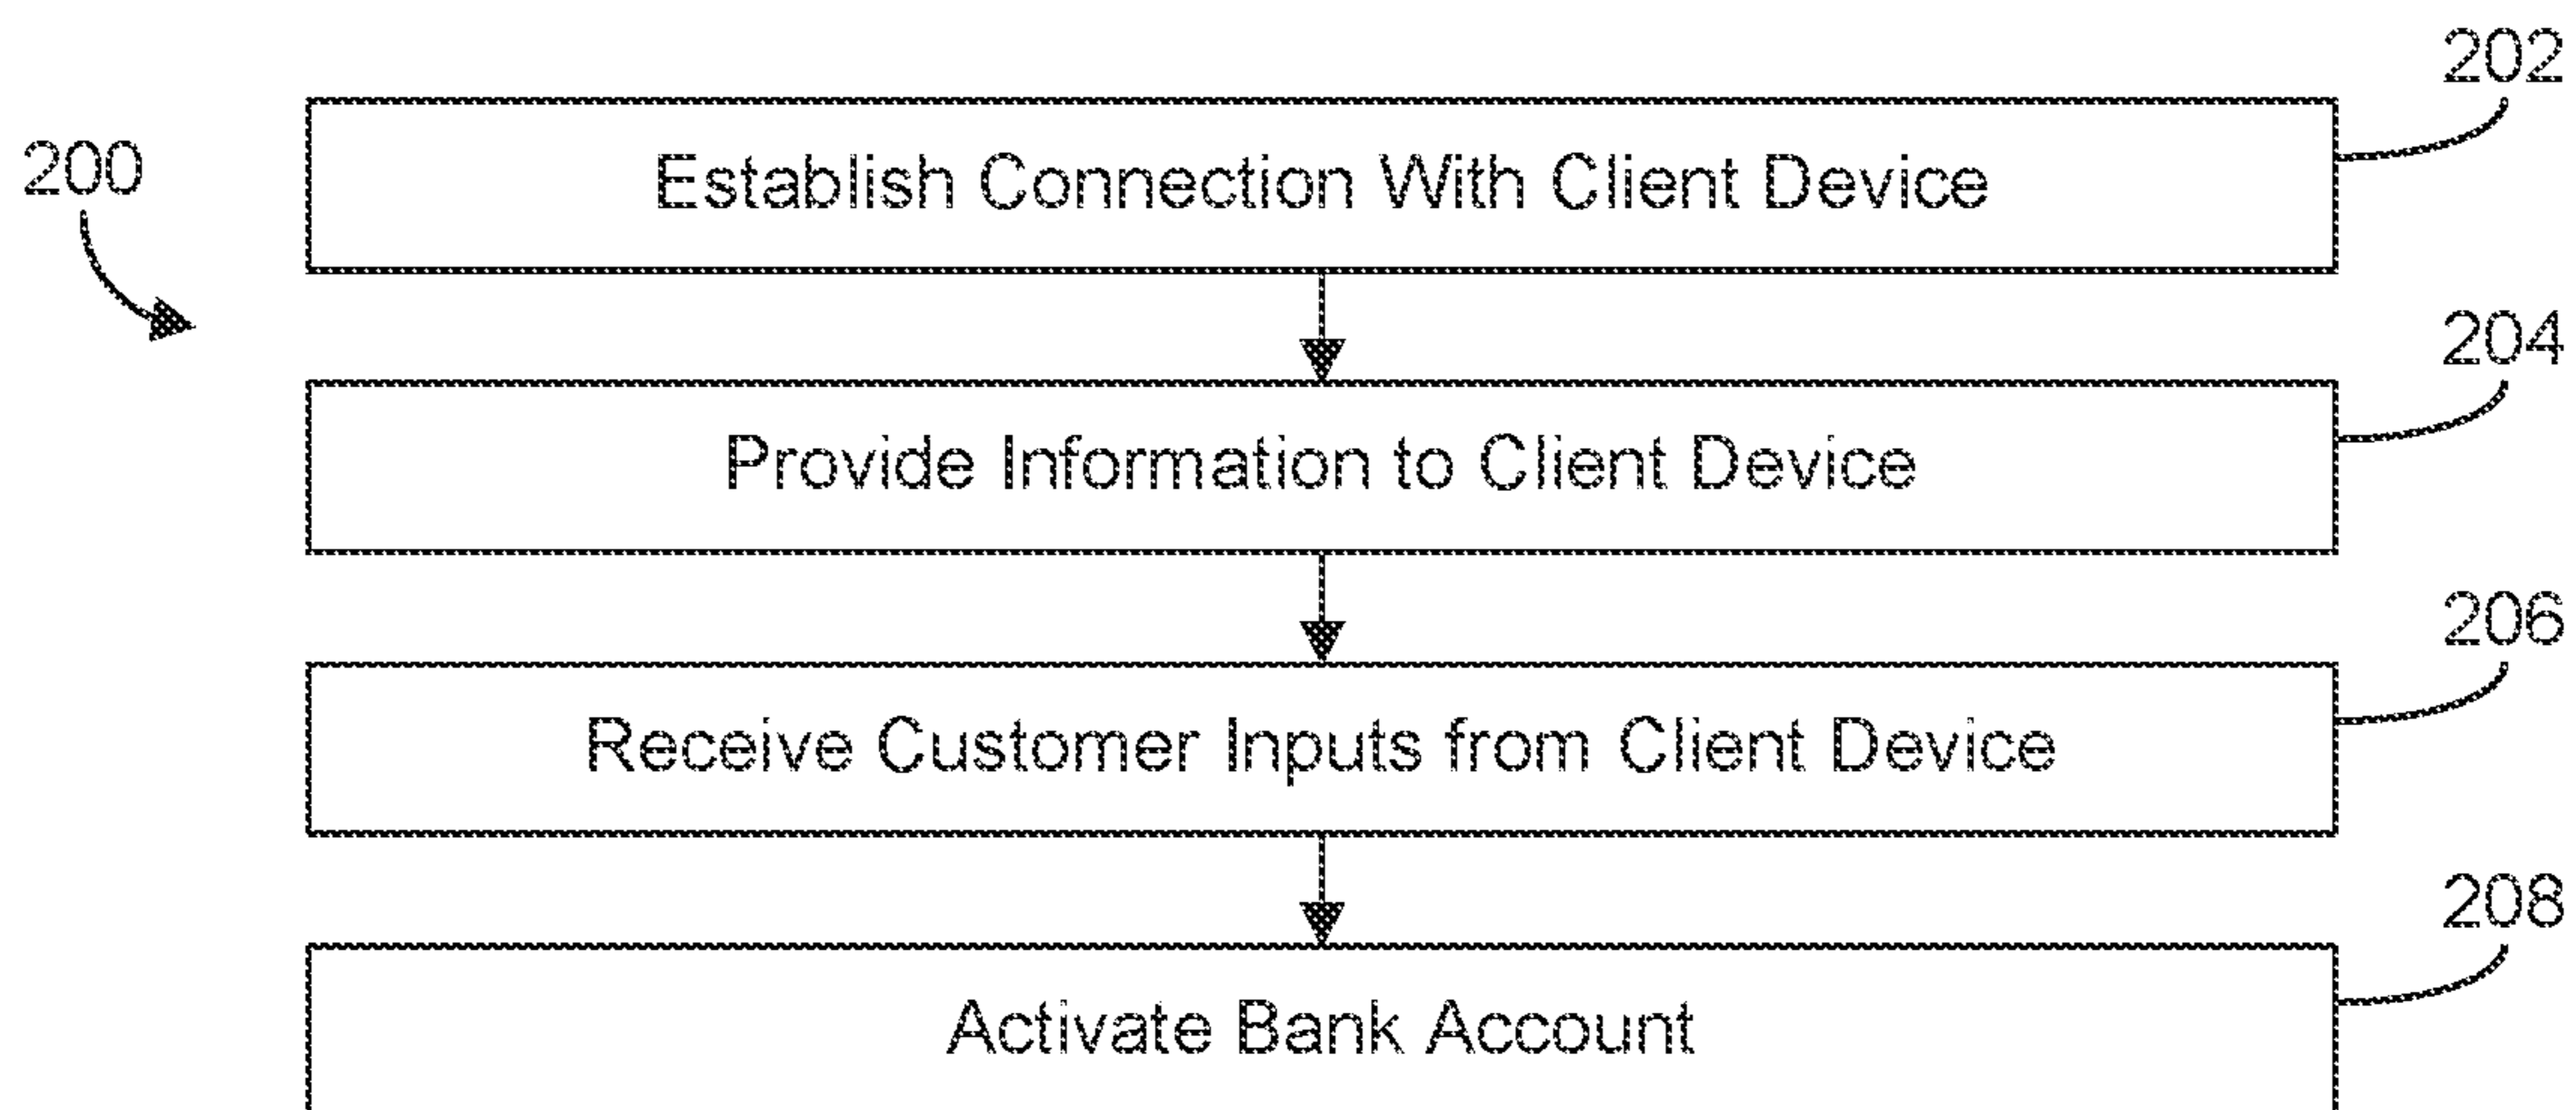 202
200
Establish Connection With Client Device
204
Provide Information to Client Device
206
Receive Customer Inputs from Client Device
208
Activate Bank Account